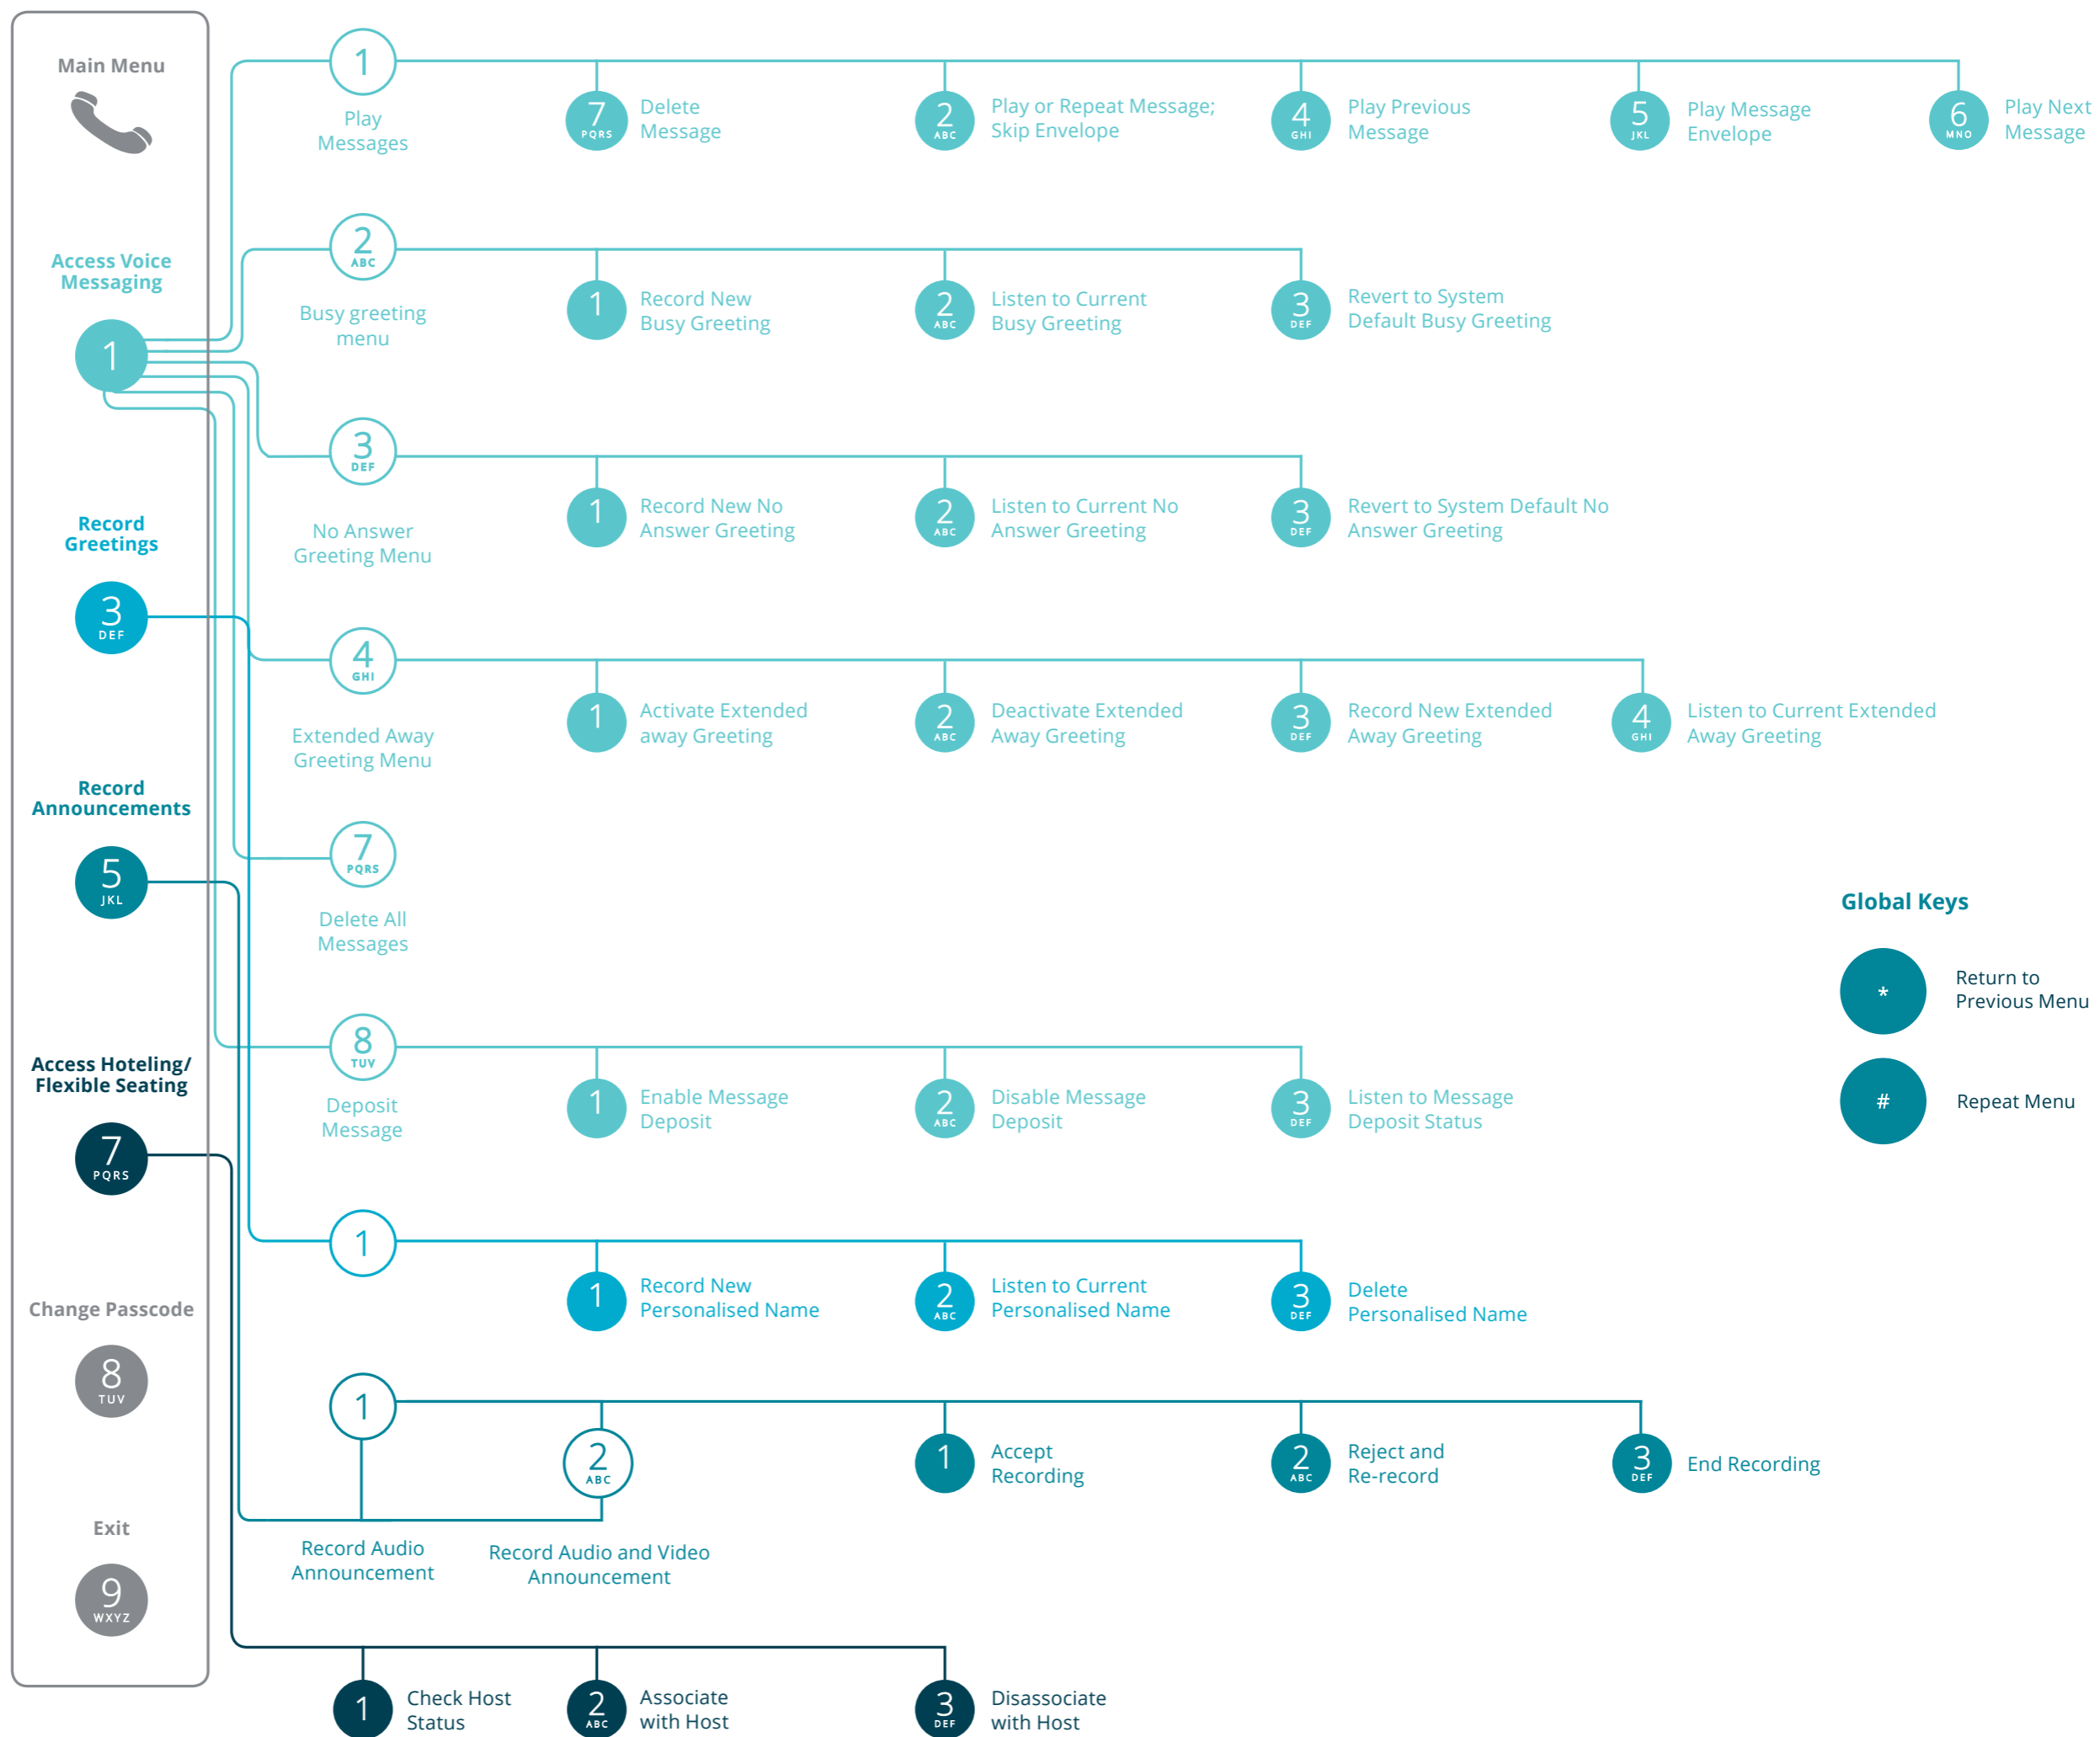 Main Menu
Access Voice
Messaging
1
Record
Greetings
3
DEF
Record
Announcements
5
JKL
Access Hoteling/
Flexible Seating
7
PQRS
Change Passcode
8
TUV
Exit
9
WXYZ
1
Play
Messages
7
PQRS
Delete
Message
2
ABC
Play or Repeat Message;
Skip Envelope
4
GHI
Play Previous
Message
5
JKL
Play Message
Envelope
6
MNO
Play Next
Message
2
ABC
Busy greeting
menu
1
Record New
Busy Greeting
2
ABC
Listen to Current
Busy Greeting
3
DEF
Revert to System
Default Busy Greeting
3
DEF
No Answer
Greeting Menu
1
Record New No
Answer Greeting
2
ABC
Listen to Current No
Answer Greeting
3
DEF
Revert to System Default No
Answer Greeting
4
GHI
Extended Away
Greeting Menu
1
Activate Extended
away Greeting
2
ABC
Deactivate Extended
Away Greeting
3
DEF
Record New Extended
Away Greeting
4
GHI
Listen to Current Extended
Away Greeting
7
PQRS
Delete All
Messages
8
TUV
Deposit
Message
1
Enable Message
Deposit
2
ABC
Disable Message
Deposit
3
DEF
Listen to Message
Deposit Status
1
1
Record New
Personalised Name
2
ABC
Listen to Current
Personalised Name
3
DEF
Delete
Personalised Name
1
Record Audio
Announcement
2
ABC
Record Audio and Video
Announcement
1
Accept
Recording
2
ABC
Reject and
Re-record
3
DEF
End Recording
1
Check Host
Status
2
ABC
Associate
with Host
3
DEF
Disassociate
with Host
Global Keys
*
Return to
Previous Menu
#
Repeat Menu